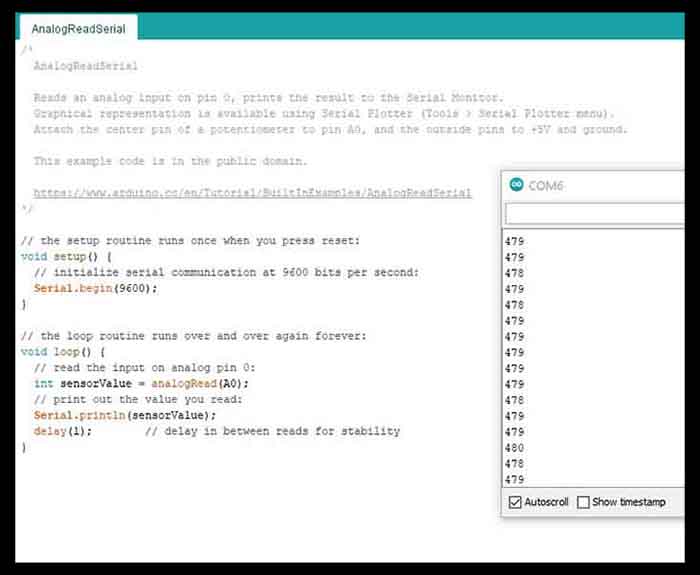 AnalogReadSerial
/*
AnalogReadSerial
Reads an analog input on pin 0, prints the result to the Serial Monitor.
Graphical representation is available using Serial Plotter (Tools > Serial Plotter menu).
Attach the center pin of a potentiometer to pin A0, and the outside pins to +5V and ground.
This example code is in the public domain.
https://www.arduino.cc/en/Tutorial/BuiltInExamples/AnalogReadSerial
*/
// the setup routine runs once when you press reset:
void setup() {
// initialize serial communication at 9600 bits per second:
Serial.begin(9600);
}
// the loop routine runs over and over again forever:
void loop() {
// read the input on analog pin 0:
int sensorValue = analogRead(A0);
// print out the value you read:
Serial.println(sensorValue);
delay(1);        // delay in between reads for stability
}
COM6
479
479
478
479
478
479
479
479
479
479
478
479
479
480
478
479
Autoscroll Show timestamp